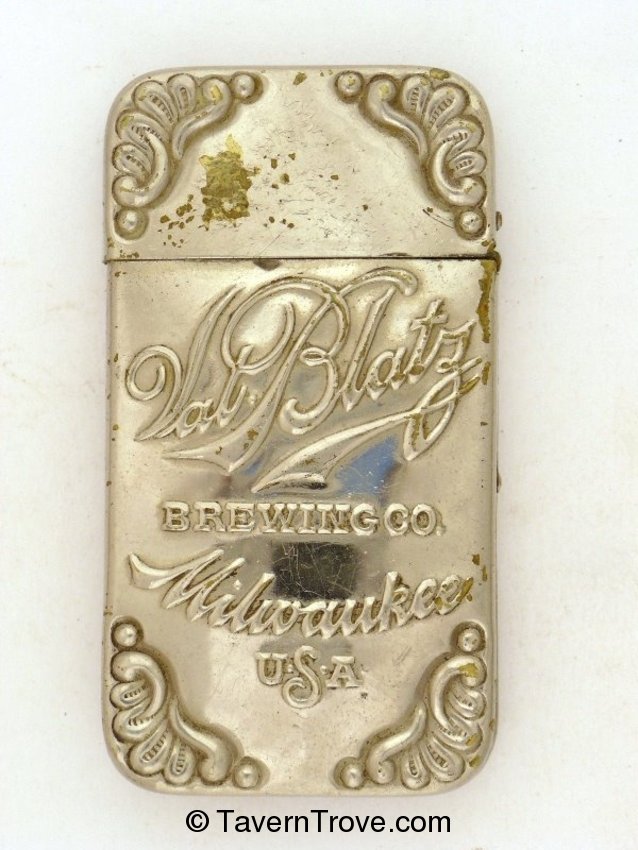 Val. Blatz
BREWING CO.
Milwaukee
U·S·A
© TavernTrove.com